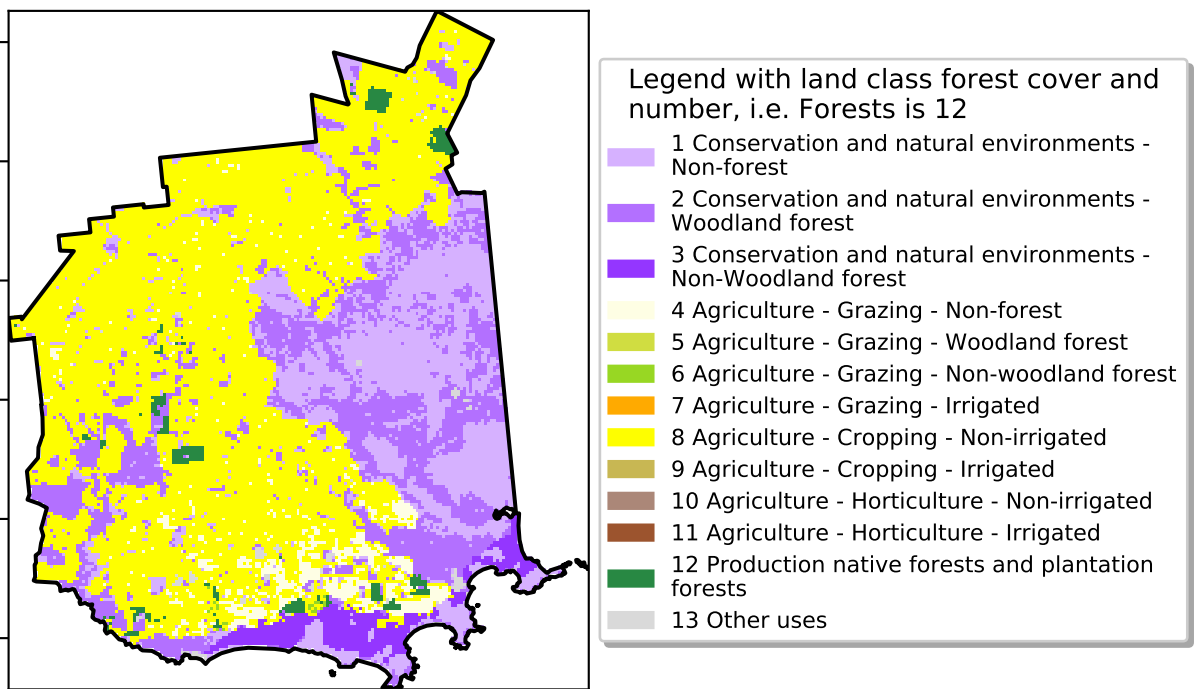 Legend with land class forest cover and
number, i.e. Forests is 12
1 Conservation and natural environments -
Non-forest
2 Conservation and natural environments -
Woodland forest
3 Conservation and natural environments -
Non-Woodland forest
4 Agriculture - Grazing - Non-forest
5 Agriculture - Grazing - Woodland forest
6 Agriculture - Grazing - Non-woodland forest
7 Agriculture - Grazing - Irrigated
8 Agriculture - Cropping - Non-irrigated
9 Agriculture - Cropping - Irrigated
10 Agriculture - Horticulture - Non-irrigated
11 Agriculture - Horticulture - Irrigated
12 Production native forests and plantation
forests
13 Other uses